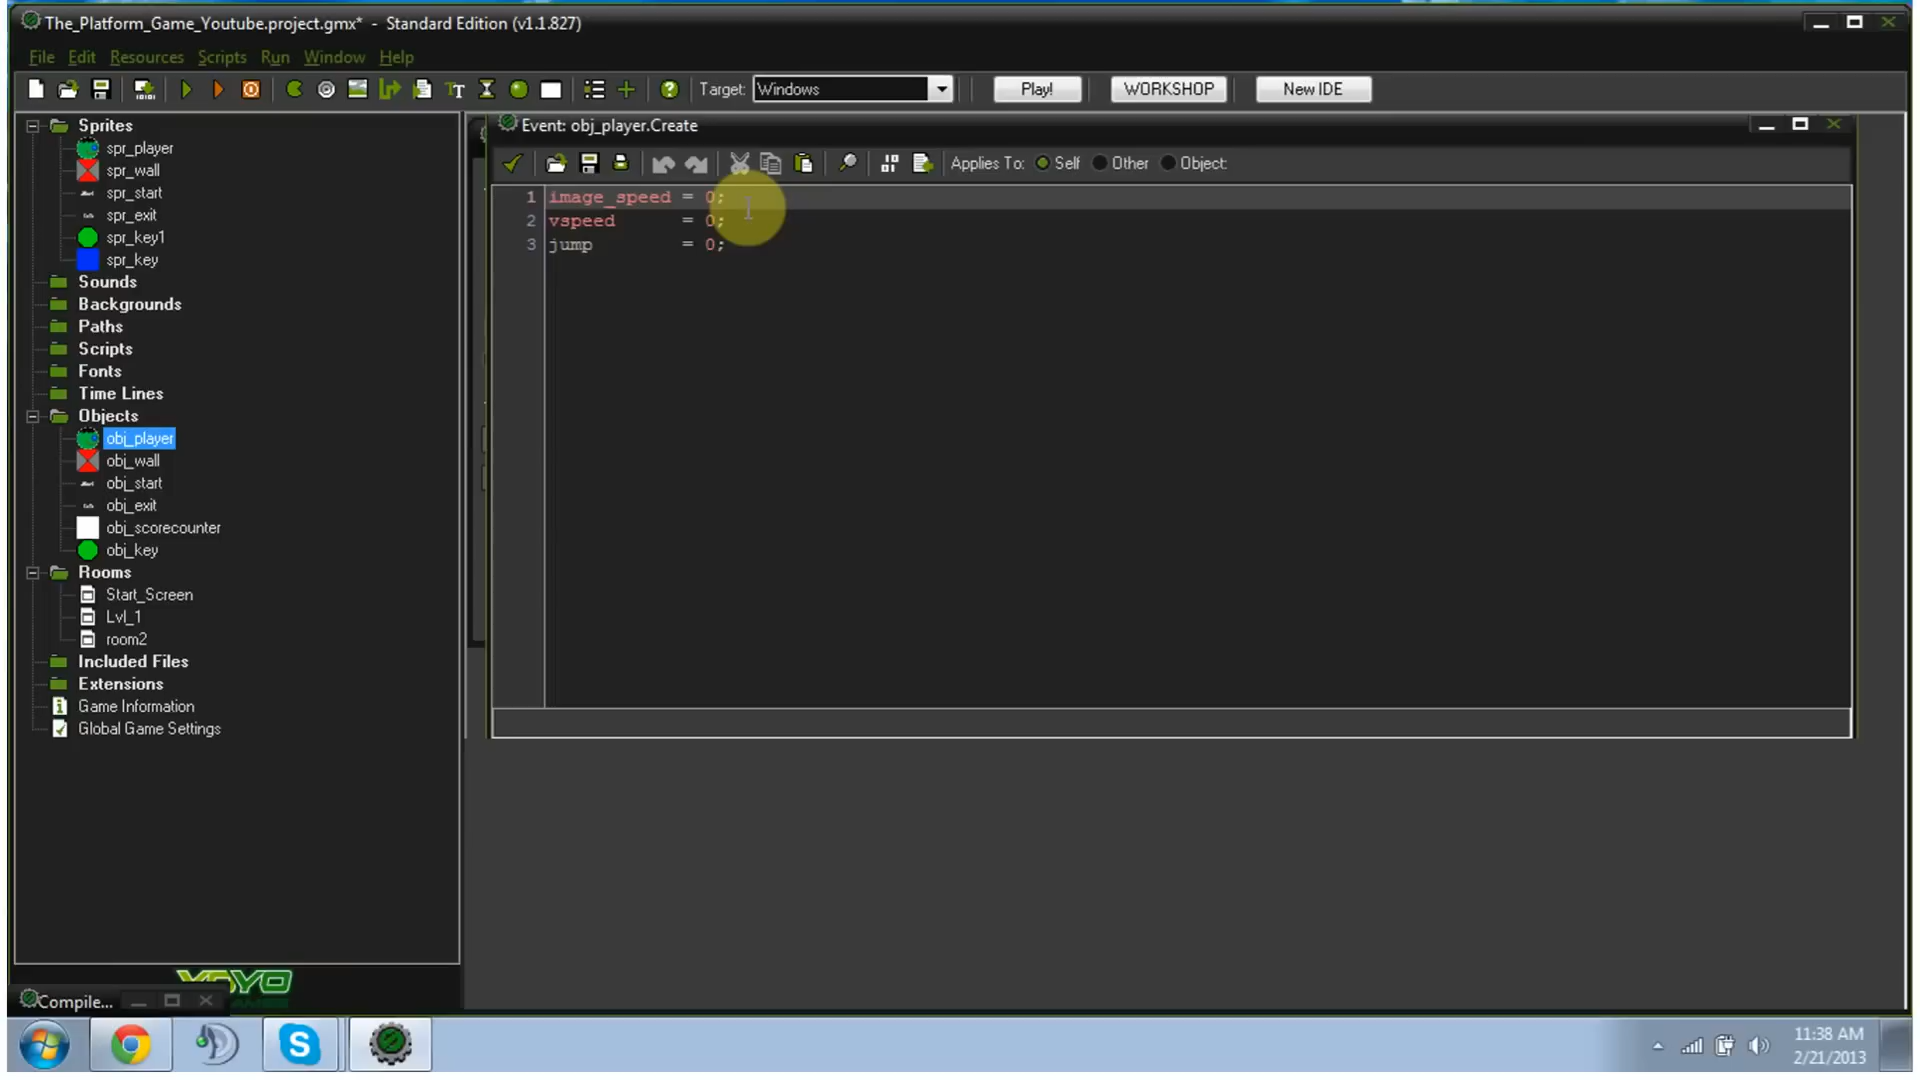 The_Platform_Game_Youtube.project.gmx* - Standard Edition (v1.1.827)
File Edit Resources Scripts Run Window Help
Target: Windows Play! WORKSHOP New IDE
Sprites
spr_player
spr_wall
spr_start
spr_exit
spr_key1
spr_key
Sounds
Backgrounds
Paths
Scripts
Fonts
Time Lines
Objects
obj_player
obj_wall
obj_start
obj_exit
obj_scorecounter
obj_key
Rooms
Start_Screen
Lvl_1
room2
Included Files
Extensions
Game Information
Global Game Settings
Event: obj_player.Create
Applies To: Self Other Object:
1 image_speed = 0;
2 vspeed = 0;
3 jump = 0;
YOYO
Compile...
11:38 AM
2/21/2013